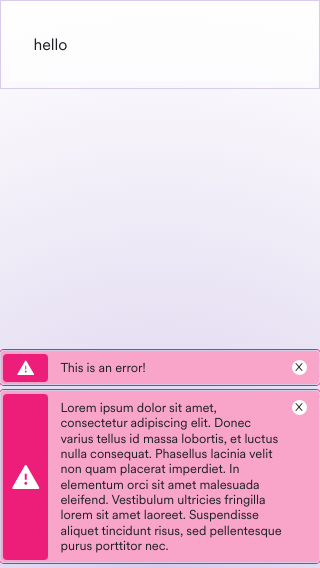 hello
This is an error!
X
Lorem ipsum dolor sit amet,
X
consectetur adipiscing elit. Donec
varius tellus id massa lobortis, et luctus
nulla consequat. Phasellus lacinia velit
non quam placerat imperdiet. In
elementum orci sit amet malesuada
eleifend. Vestibulum ultricies fringilla
lorem sit amet laoreet. Suspendisse
aliquet tincidunt risus, sed pellentesque
purus porttitor nec.